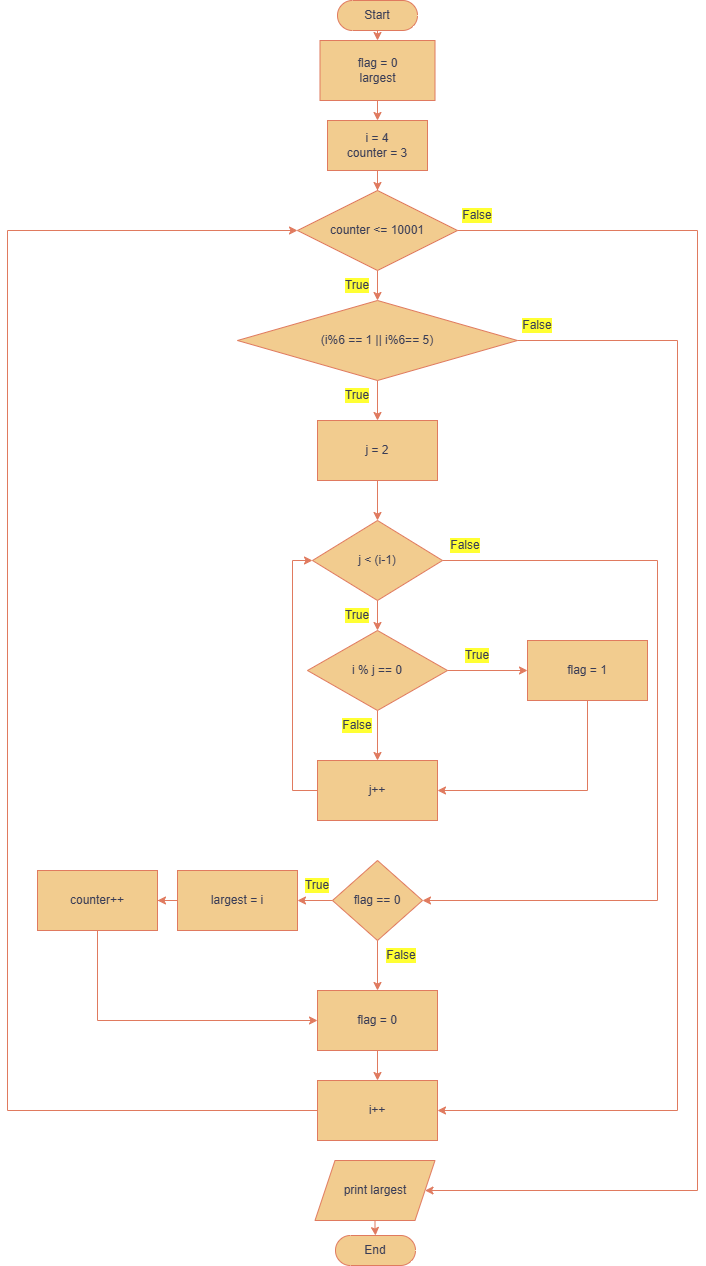 Start
flag = 0
largest
i = 4
counter = 3
counter <= 10001
False
True
(i%6 == 1 || i%6== 5)
False
True
j = 2
j < (i-1)
False
True
i % j == 0
True
flag = 1
False
j++
flag == 0
True
largest = i
counter++
False
flag = 0
i++
print largest
End